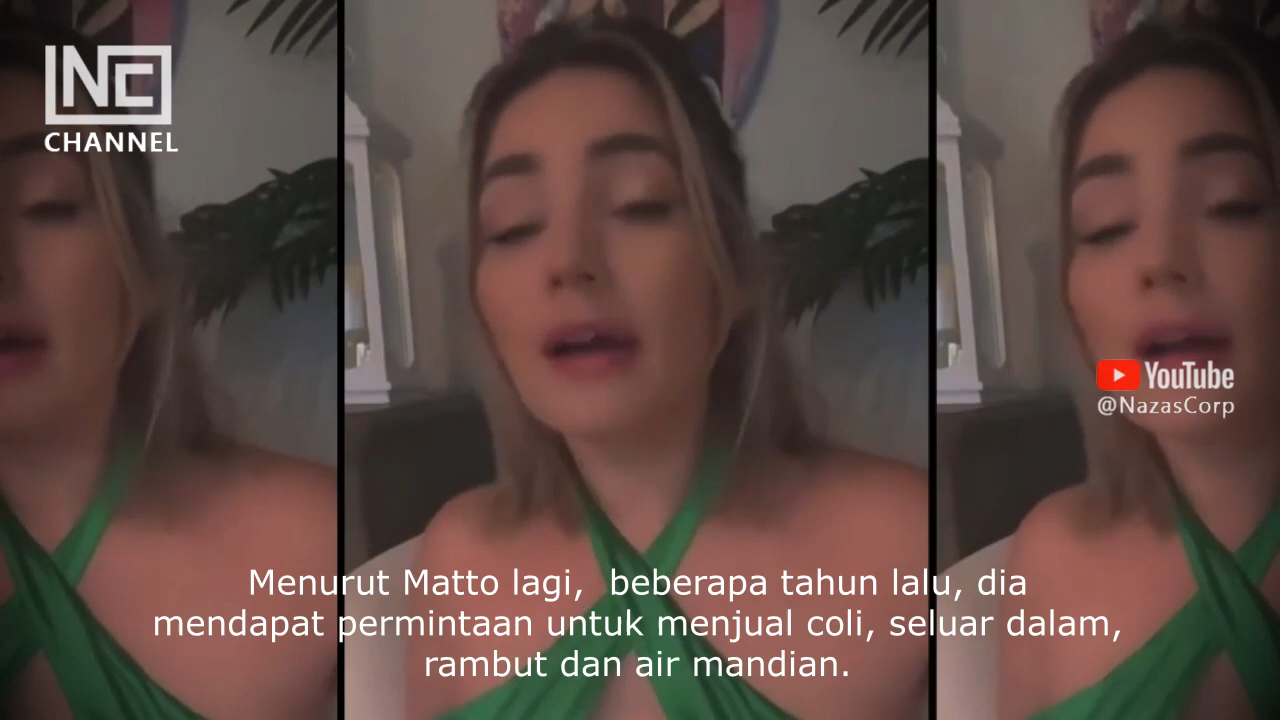 NC
CHANNEL
YouTube
@NazasCorp
Menurut Matto lagi,  beberapa tahun lalu, dia
mendapat permintaan untuk menjual coli, seluar dalam,
rambut dan air mandian.